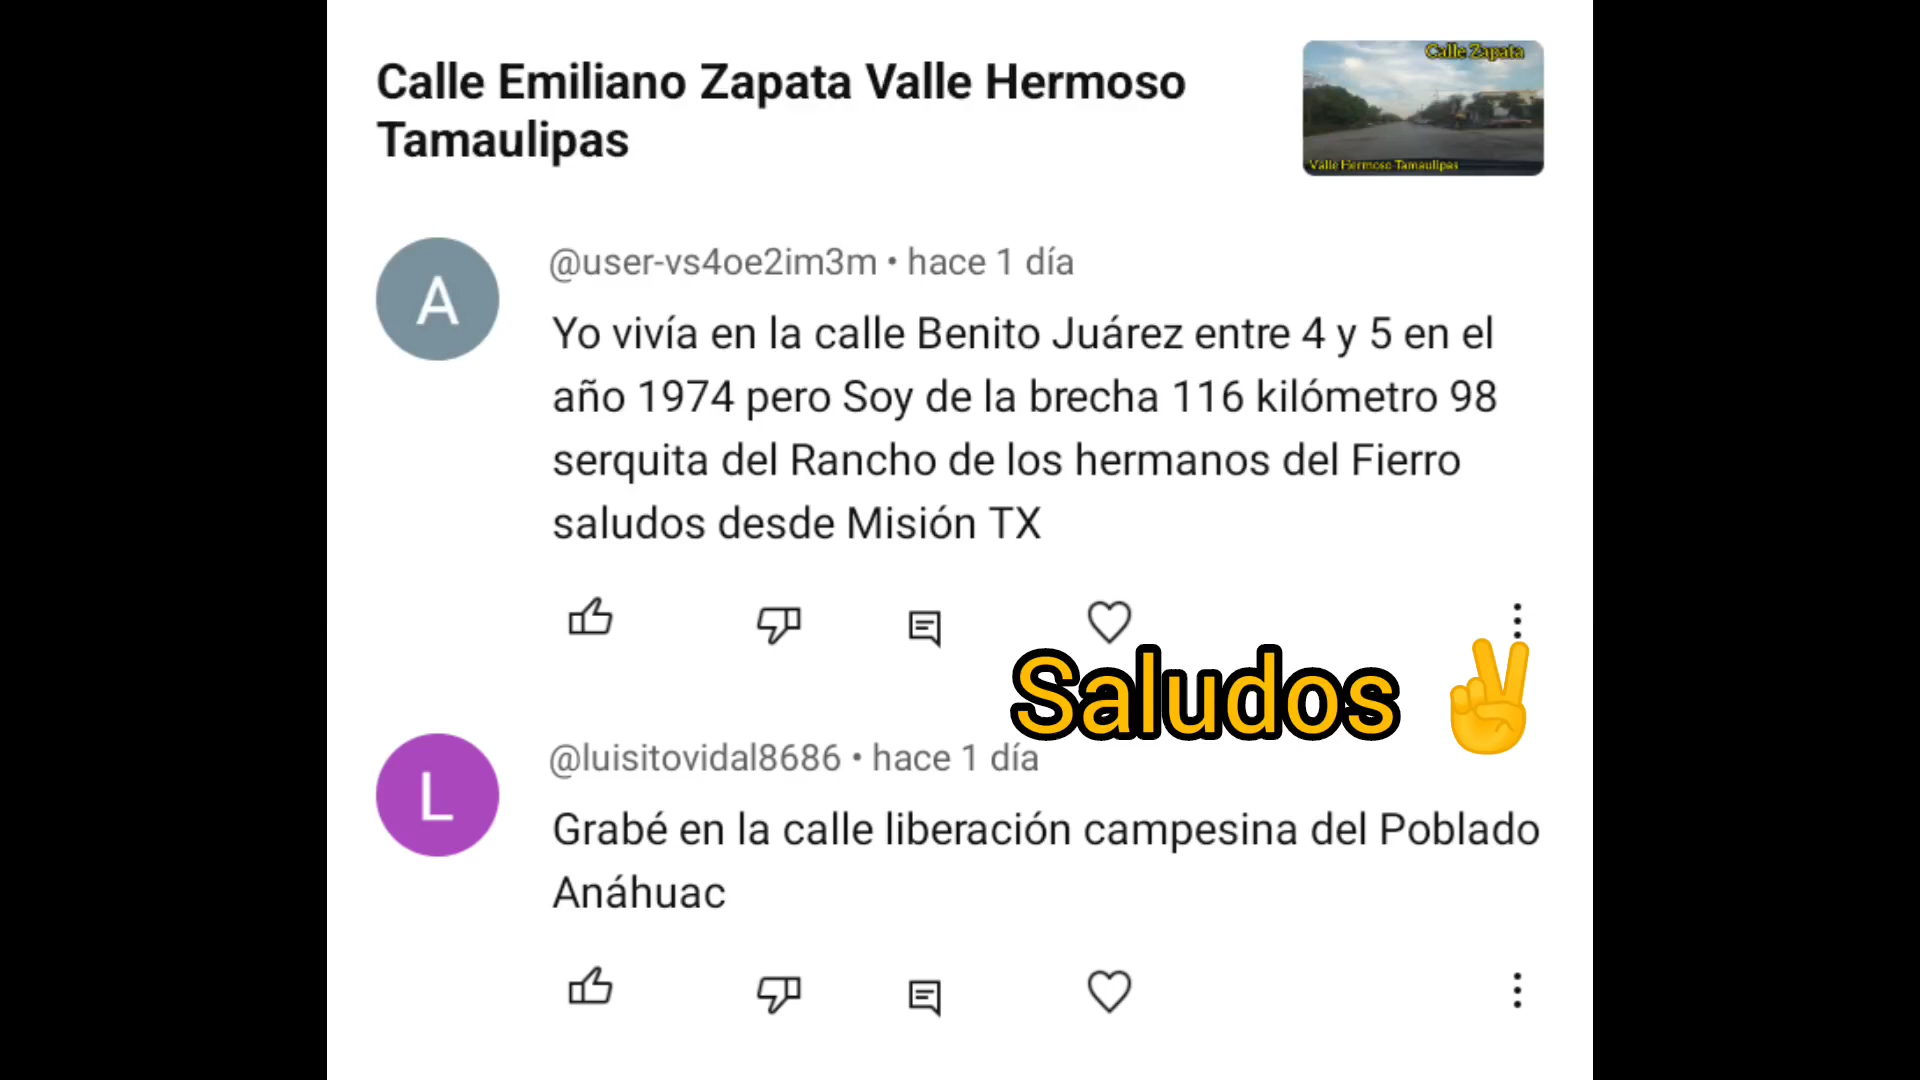 Calle Emiliano Zapata Valle Hermoso
Tamaulipas
Calle Zapata
Valle Hermoso Tamaulipas
A
@user-vs4oe2im3m • hace 1 día
Yo vivía en la calle Benito Juárez entre 4 y 5 en el
año 1974 pero Soy de la brecha 116 kilómetro 98
serquita del Rancho de los hermanos del Fierro
saludos desde Misión TX
Saludos ✌
L
@luisitovidal8686 • hace 1 día
Grabé en la calle liberación campesina del Poblado
Anáhuac